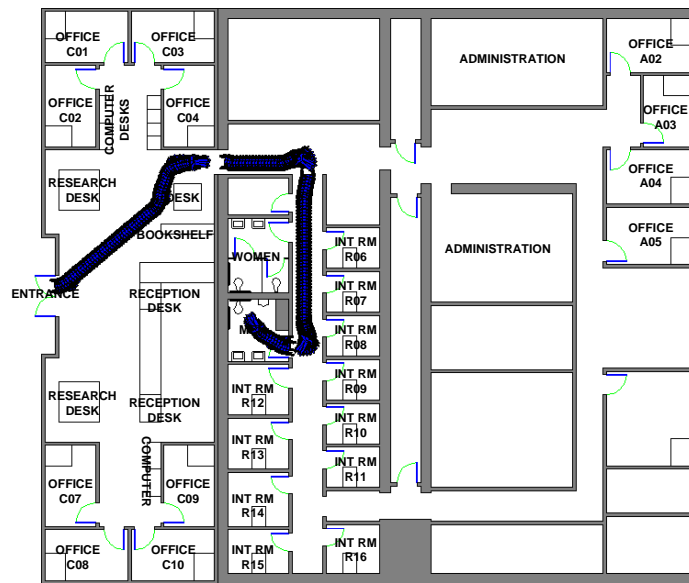 OFFICE
C01
OFFICE
C03
OFFICE
C02
COMPUTER
DESKS
OFFICE
C04
ADMINISTRATION
OFFICE
A02
OFFICE
A03
OFFICE
A04
OFFICE
A05
RESEARCH
DESK
DESK
BOOKSHELF
WOMEN
ENTRANCE
RECEPTION
DESK
INT RM
R06
INT RM
R07
INT RM
R08
INT RM
R09
INT RM
R10
INT RM
R11
ADMINISTRATION
RESEARCH
DESK
RECEPTION
DESK
INT RM
R12
INT RM
R13
INT RM
R14
INT RM
R15
INT RM
R16
COMPUTER
OFFICE
C07
OFFICE
C09
OFFICE
C08
OFFICE
C10